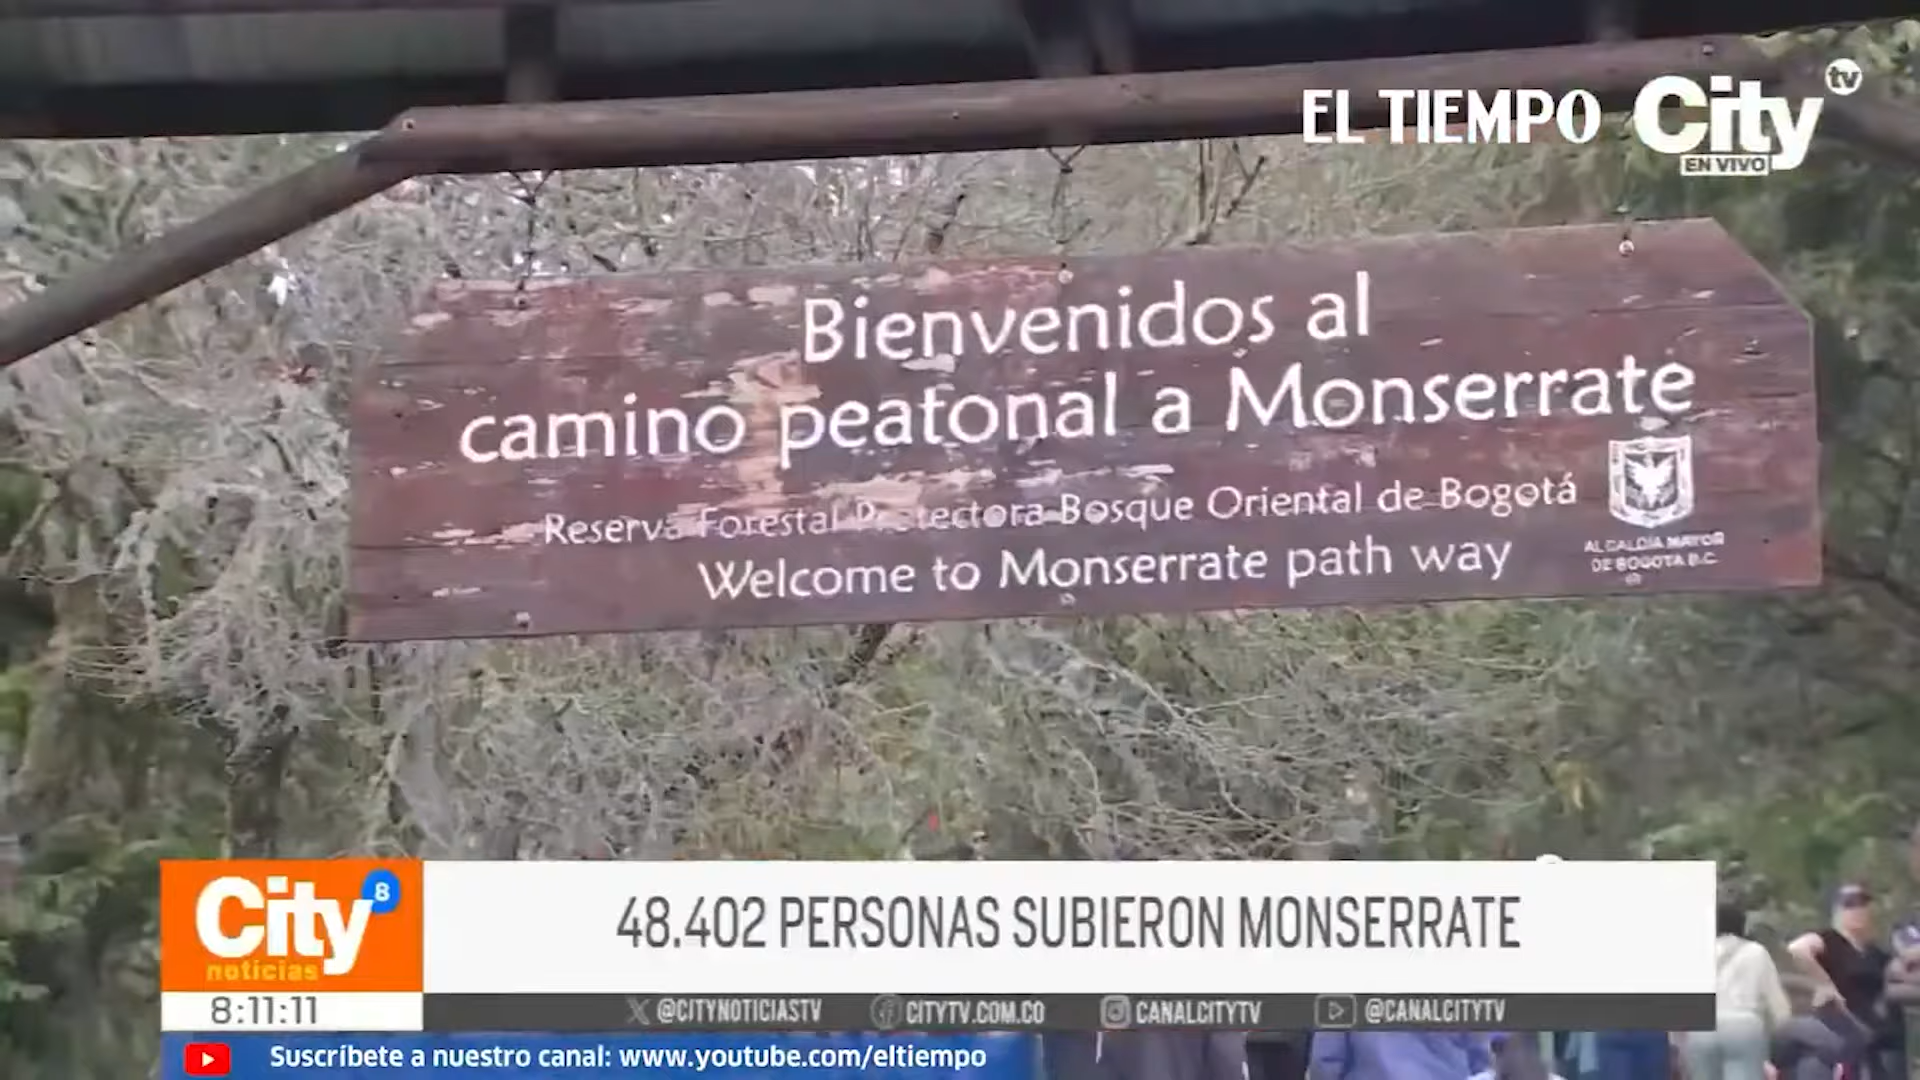 EL TIEMPO City tv
EN VIVO
Bienvenidos al
camino peatonal a Monserrate
Reserva Forestal Protectora Bosque Oriental de Bogotá
Welcome to Monserrate path way
ALCALDIA MAYOR
DE BOGOTA D.C.
City 8
noticias
8:11:11
48.402 PERSONAS SUBIERON MONSERRATE
@CITYNOTICIASTV CITYTV.COM.CO CANALCITYTV @CANALCITYTV
Suscríbete a nuestro canal: www.youtube.com/eltiempo